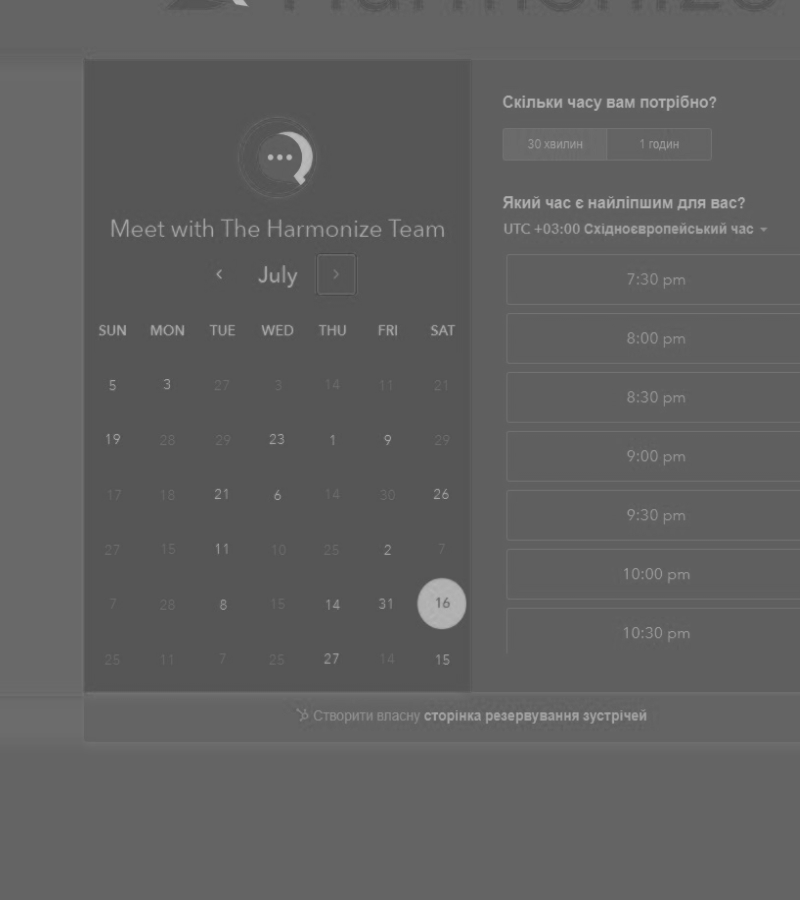 Harmonize
Meet with The Harmonize Team
July
SUN MON TUE WED THU FRI SAT
5 3 27 3 14 11 21
19 28 29 23 1 9 29
17 18 21 6 14 30 26
27 15 11 10 25 2 7
7 28 8 15 14 31 16
25 11 7 25 27 14 15
Скільки часу вам потрібно?
30 хвилин 1 годин
Який час є найліпшим для вас?
UTC +03:00 Східноєвропейський час
7:30 pm
8:00 pm
8:30 pm
9:00 pm
9:30 pm
10:00 pm
10:30 pm
Створити власну сторінка резервування зустрічей